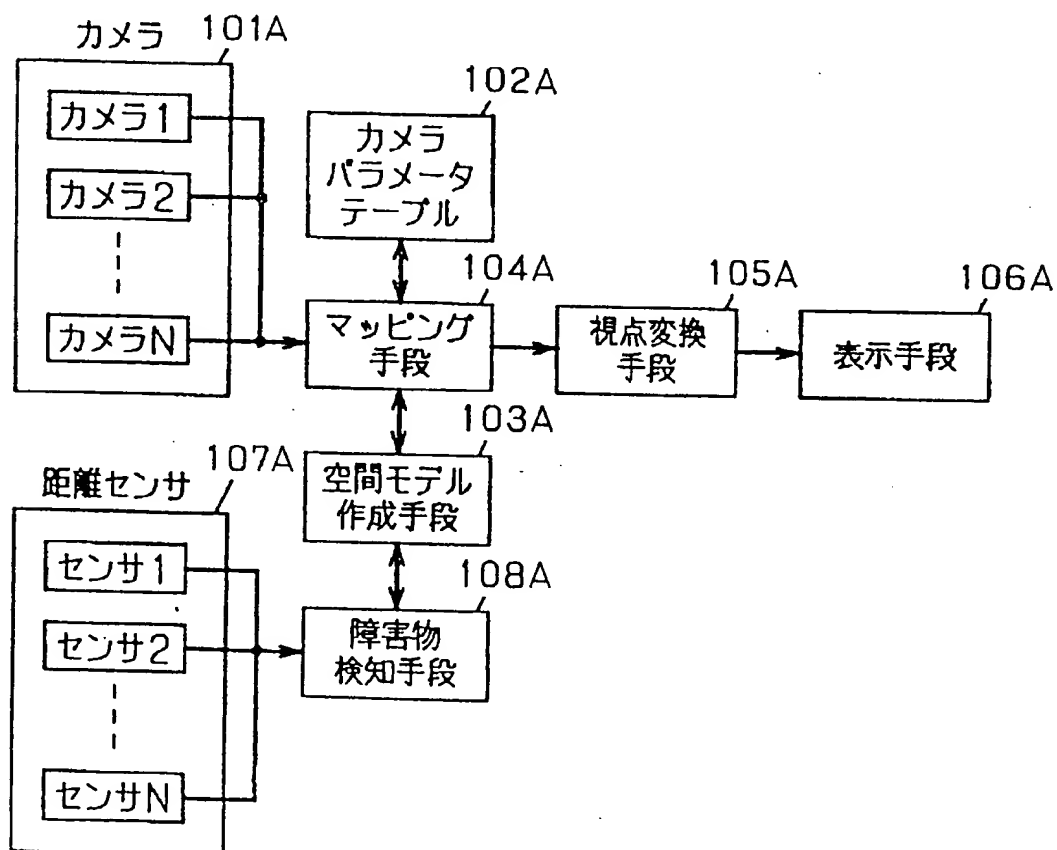 カメラ
101A
カメラ1
カメラ2
カメラN
102A
カメラ
パラメータ
テーブル
104A
マッピング
手段
105A
視点変換
手段
106A
表示手段
103A
空間モデル
作成手段
距離センサ
107A
センサ1
センサ2
センサN
108A
障害物
検知手段